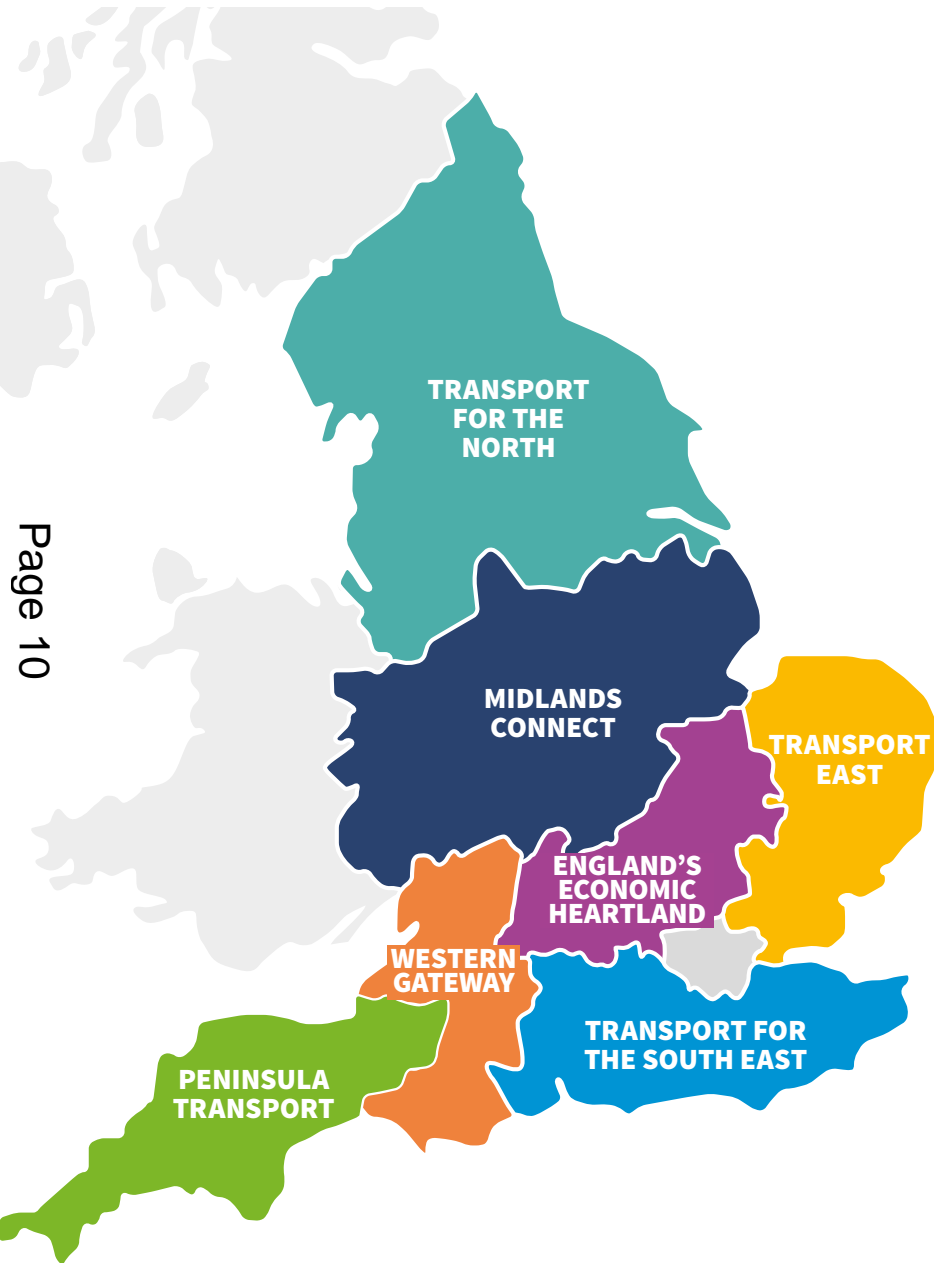 TRANSPORT
FOR THE
NORTH
Page 10
MIDLANDS
CONNECT
TRANSPORT
EAST
ENGLAND’S
ECONOMIC
HEARTLAND
WESTERN
GATEWAY
TRANSPORT FOR
THE SOUTH EAST
PENINSULA
TRANSPORT